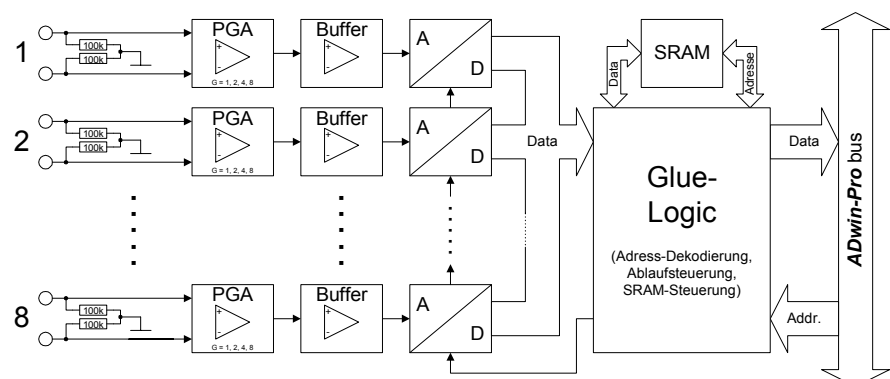 1
100k
100k
PGA
+
-
G = 1, 2, 4, 8
Buffer
+
-
A
D
2
100k
100k
PGA
+
-
G = 1, 2, 4, 8
Buffer
+
-
A
D
8
100k
100k
PGA
+
-
G = 1, 2, 4, 8
Buffer
+
-
A
D
Data
Data
SRAM
Adresse
Glue-
Logic
(Adress-Dekodierung,
Ablaufsteuerung,
SRAM-Steuerung)
Data
Addr.
ADwin-Pro bus